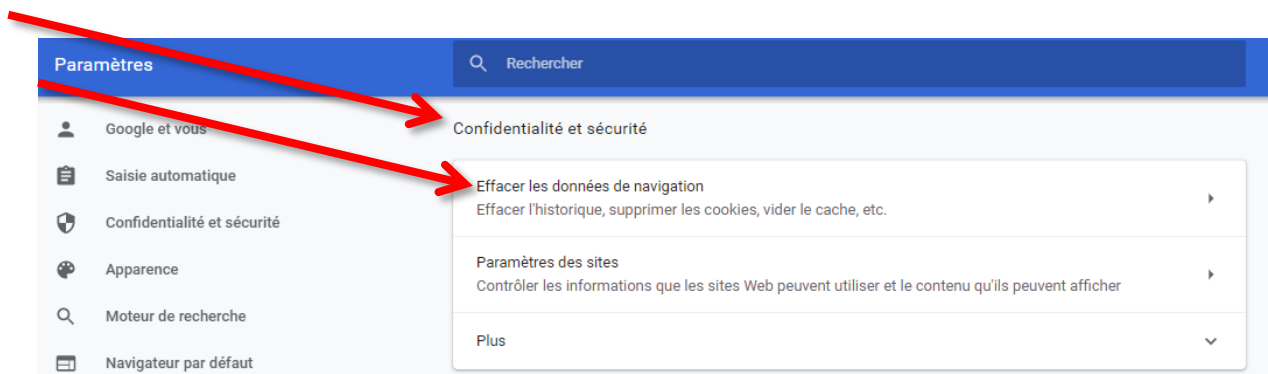 Paramètres
Rechercher
Google et vous
Saisie automatique
Confidentialité et sécurité
Apparence
Moteur de recherche
Navigateur par défaut
Confidentialité et sécurité
Effacer les données de navigation
Effacer l'historique, supprimer les cookies, vider le cache, etc.
Paramètres des sites
Contrôler les informations que les sites Web peuvent utiliser et le contenu qu'ils peuvent afficher
Plus